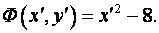 Φ(x′, y′) = x′² − 8.